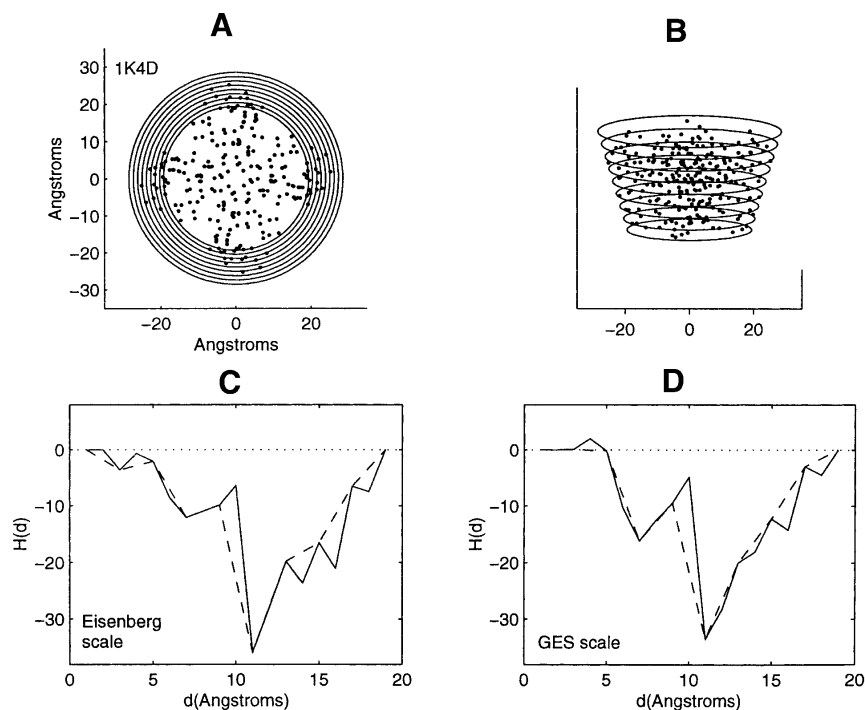 A
B
1K4D
30
20
10
0
−10
−20
−30
Angstroms
−20 0 20
Angstroms
−20 0 20
C
D
0
−10
−20
−30
H(d)
Eisenberg
scale
0 5 10 15 20
d(Angstroms)
0
−10
−20
−30
H(d)
GES scale
0 5 10 15 20
d(Angstroms)